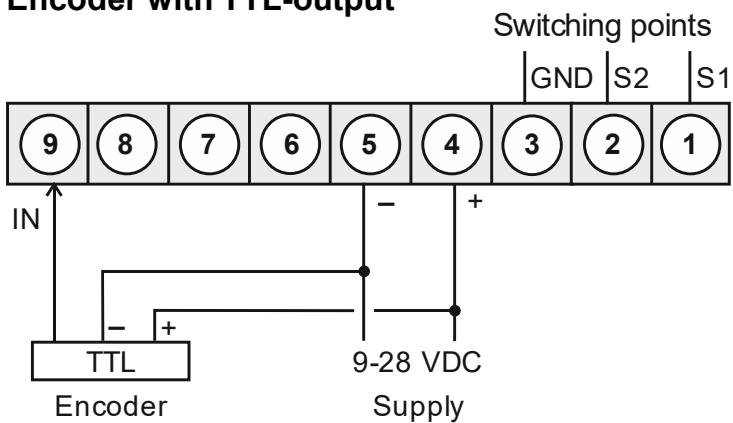 Encoder with TTL-output
Switching points
GND S2 S1
9 8 7 6 5 4 3 2 1
IN – +
– +
TTL 9-28 VDC
Encoder Supply